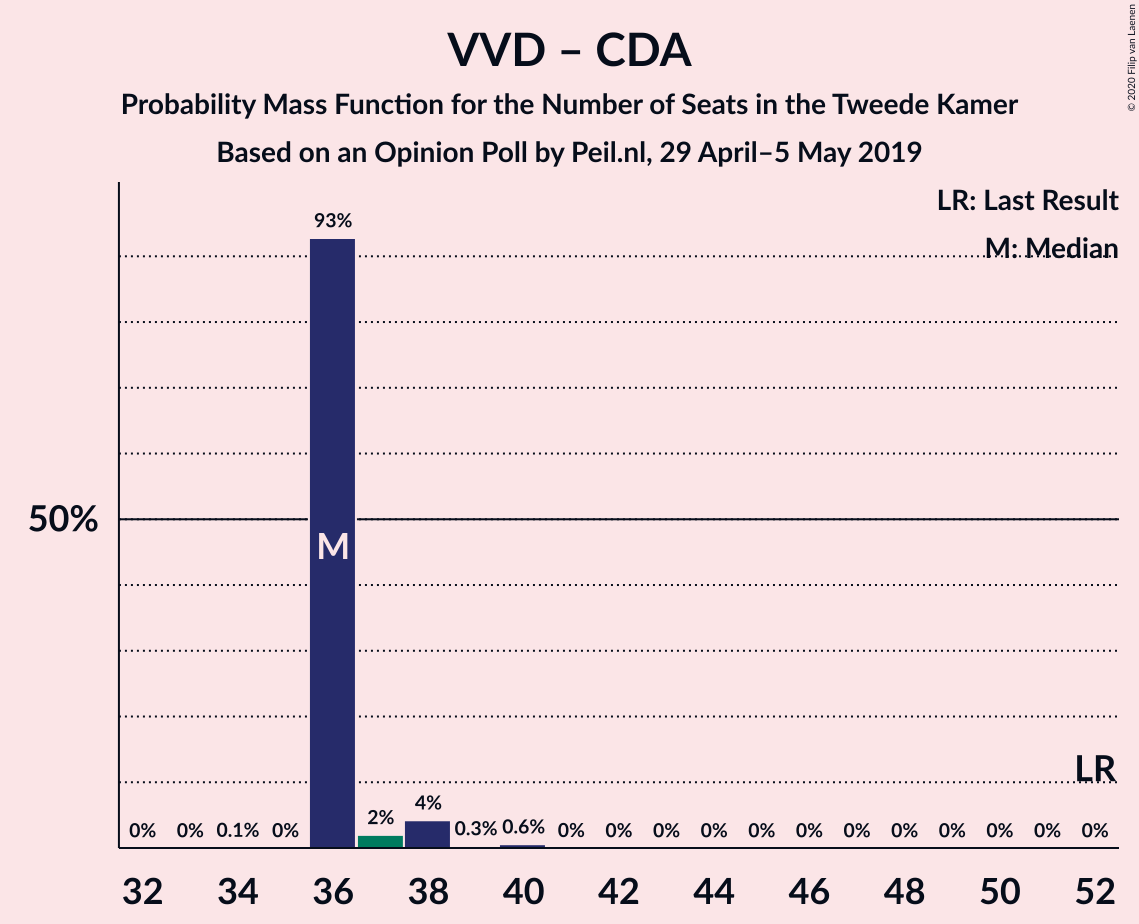 VVD – CDA
Probability Mass Function for the Number of Seats in the Tweede Kamer
Based on an Opinion Poll by Peil.nl, 29 April–5 May 2019
© 2020 Filip van Laenen
LR: Last Result
M: Median
93%
50%
M
LR
0% 0% 0.1% 0% 2% 4% 0.3% 0.6% 0% 0% 0% 0% 0% 0% 0% 0% 0% 0% 0% 0%
32 34 36 38 40 42 44 46 48 50 52